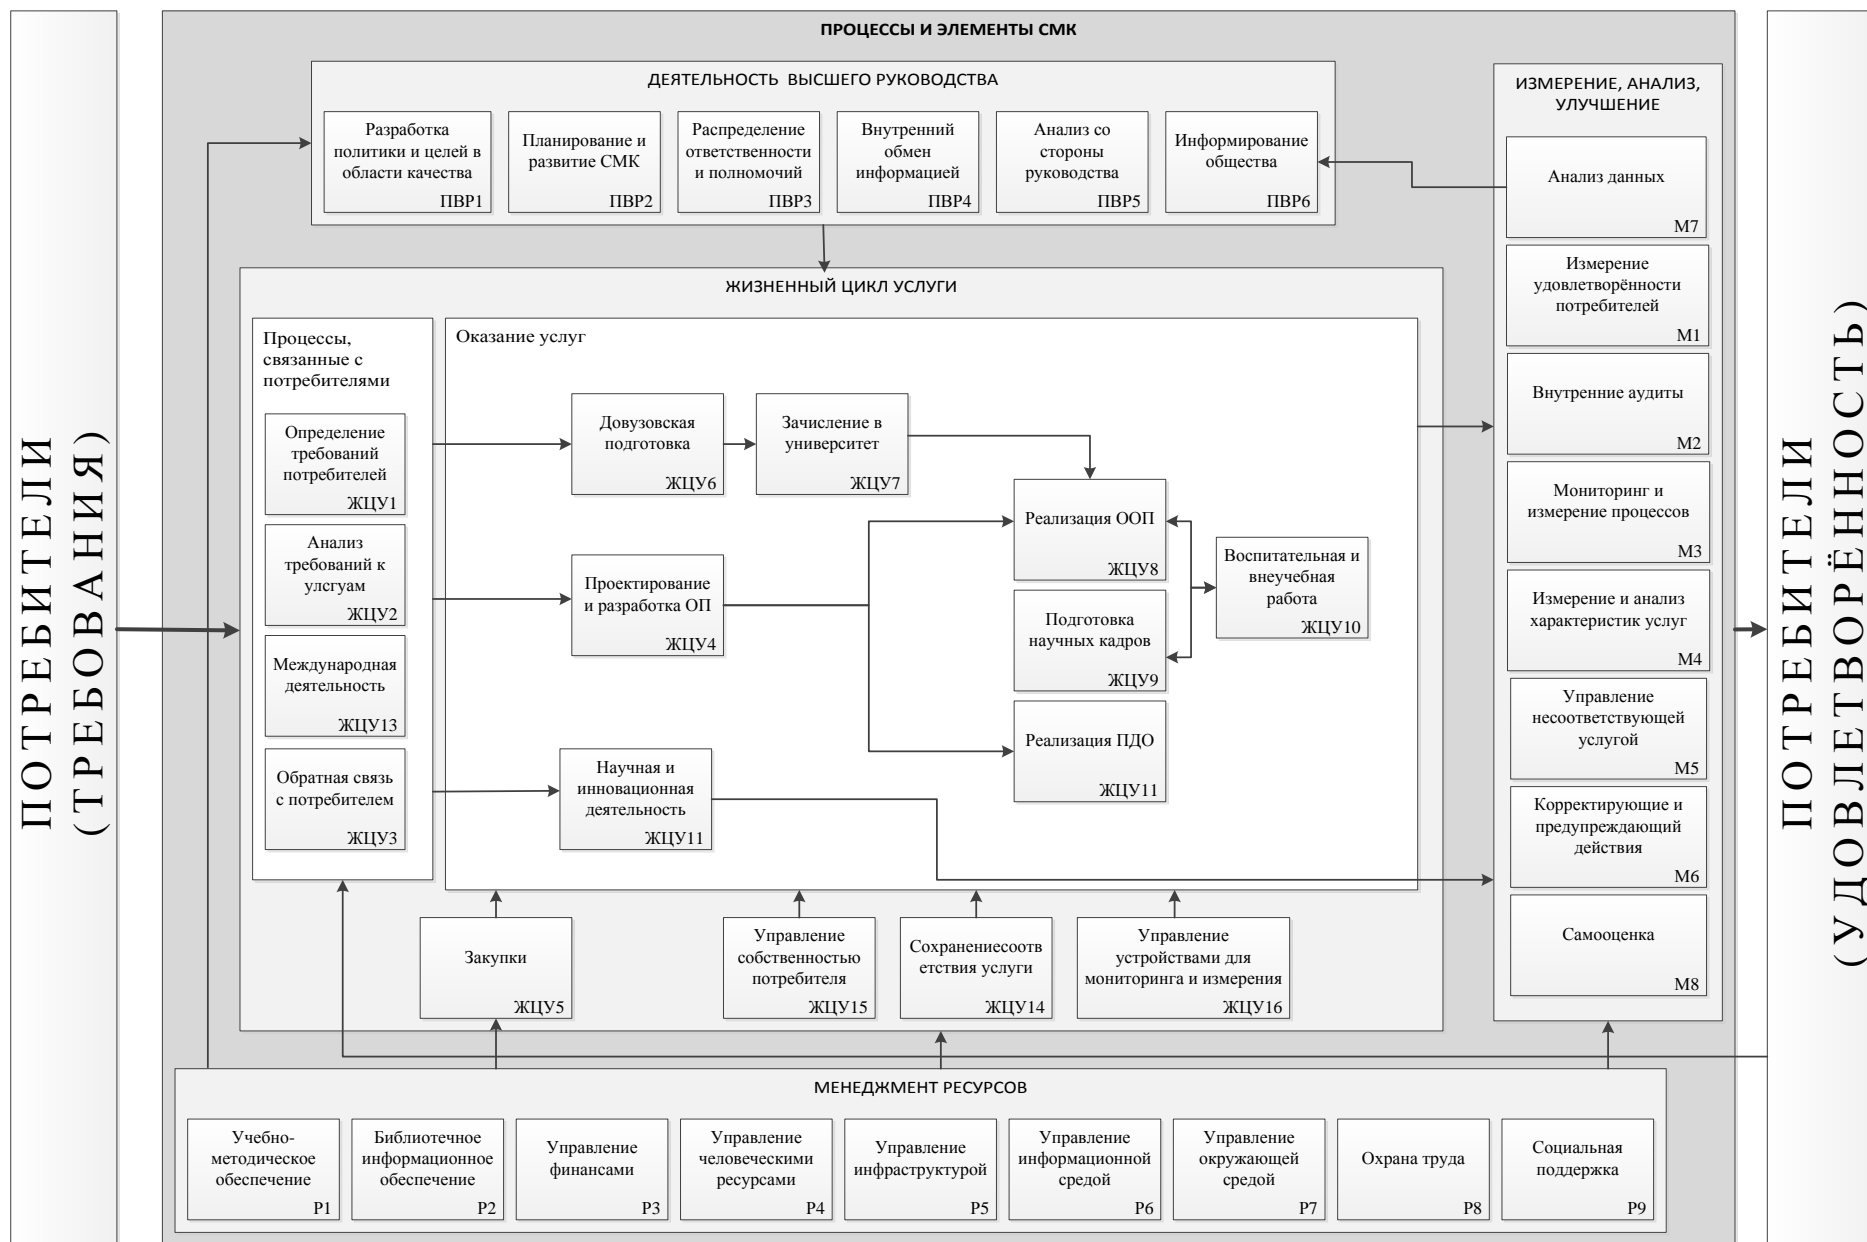 ПОТРЕБИТЕЛИ
(ТРЕБОВАНИЯ)
ПРОЦЕССЫ И ЭЛЕМЕНТЫ СМК
ДЕЯТЕЛЬНОСТЬ ВЫСШЕГО РУКОВОДСТВА
Разработка
политики и целей в
области качества
ПВР1
Планирование и
развитие СМК
ПВР2
Распределение
ответственности
и полномочий
ПВР3
Внутренний
обмен
информацией
ПВР4
Анализ со
стороны
руководства
ПВР5
Информирование
общества
ПВР6
ЖИЗНЕННЫЙ ЦИКЛ УСЛУГИ
Процессы,
связанные с
потребителями
Определение
требований
потребителей
ЖЦУ1
Анализ
требований к
улсгуам
ЖЦУ2
Международная
деятельность
ЖЦУ13
Обратная связь
с потребителем
ЖЦУ3
Оказание услуг
Довузовская
подготовка
ЖЦУ6
Зачисление в
университет
ЖЦУ7
Проектирование
и разработка ОП
ЖЦУ4
Научная и
инновационная
деятельность
ЖЦУ11
Реализация ООП
ЖЦУ8
Подготовка
научных кадров
ЖЦУ9
Реализация ПДО
ЖЦУ11
Воспитательная и
внеучебная
работа
ЖЦУ10
Закупки
ЖЦУ5
Управление
собственностью
потребителя
ЖЦУ15
Сохранениесоотв
етствия услуги
ЖЦУ14
Управление
устройствами для
мониторинга и измерения
ЖЦУ16
ИЗМЕРЕНИЕ, АНАЛИЗ,
УЛУЧШЕНИЕ
Анализ данных
М7
Измерение
удовлетворённости
потребителей
М1
Внутренние аудиты
М2
Мониторинг и
измерение процессов
М3
Измерение и анализ
характеристик услуг
М4
Управление
несоответствующей
услугой
М5
Корректирующие и
предупреждающий
действия
М6
Самооценка
М8
МЕНЕДЖМЕНТ РЕСУРСОВ
Учебно-
методическое
обеспечение
Р1
Библиотечное
информационное
обеспечение
Р2
Управление
финансами
Р3
Управление
человеческими
ресурсами
Р4
Управление
инфраструктурой
Р5
Управление
информационной
средой
Р6
Управление
окружающей
средой
Р7
Охрана труда
Р8
Социальная
поддержка
Р9
ПОТРЕБИТЕЛИ
(УДОВЛЕТВОРЁННОСТЬ)